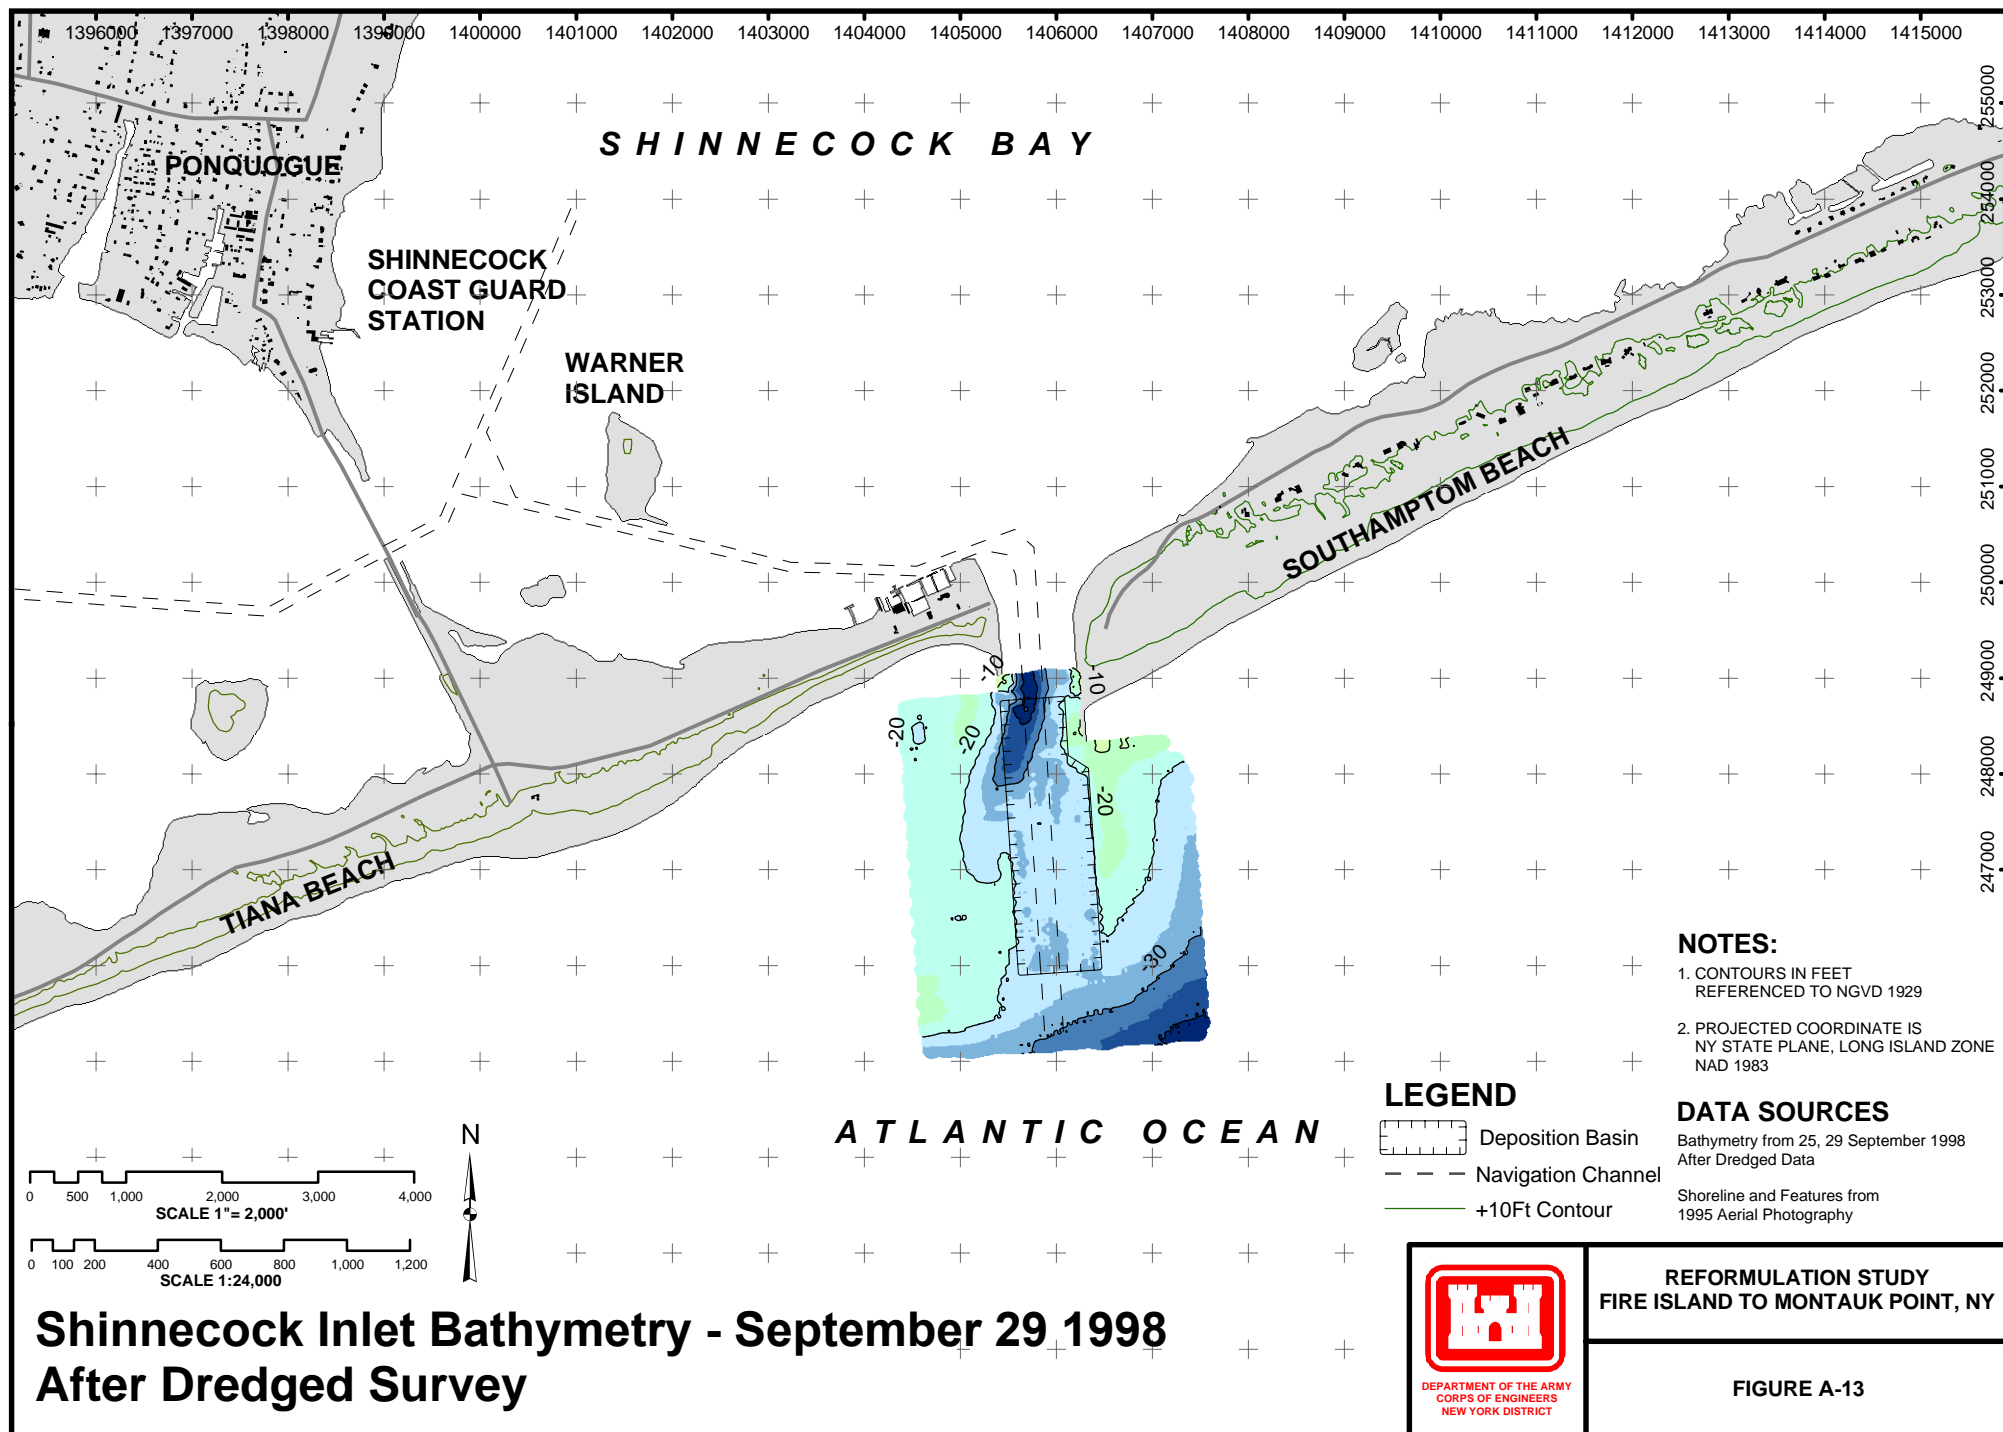 1396000 1397000 1398000 1399000 1400000 1401000 1402000 1403000 1404000 1405000 1406000 1407000 1408000 1409000 1410000 1411000 1412000 1413000 1414000 1415000
255000
254000
253000
252000
251000
250000
249000
248000
247000
SHINNECOCK BAY
PONQUOGUE
SHINNECOCK
COAST GUARD
STATION
WARNER
ISLAND
SOUTHAMPTOM BEACH
TIANA BEACH
-10
-10
-20
-20
-20
-30
ATLANTIC OCEAN
NOTES:
1. CONTOURS IN FEET
REFERENCED TO NGVD 1929
2. PROJECTED COORDINATE IS
NY STATE PLANE, LONG ISLAND ZONE
NAD 1983
LEGEND
Deposition Basin
Navigation Channel
+10Ft Contour
DATA SOURCES
Bathymetry from 25, 29 September 1998
After Dredged Data
Shoreline and Features from
1995 Aerial Photography
N
0 500 1,000 2,000 3,000 4,000
SCALE 1"= 2,000'
0 100 200 400 600 800 1,000 1,200
SCALE 1:24,000
Shinnecock Inlet Bathymetry - September 29 1998
After Dredged Survey
DEPARTMENT OF THE ARMY
CORPS OF ENGINEERS
NEW YORK DISTRICT
REFORMULATION STUDY
FIRE ISLAND TO MONTAUK POINT, NY
FIGURE A-13